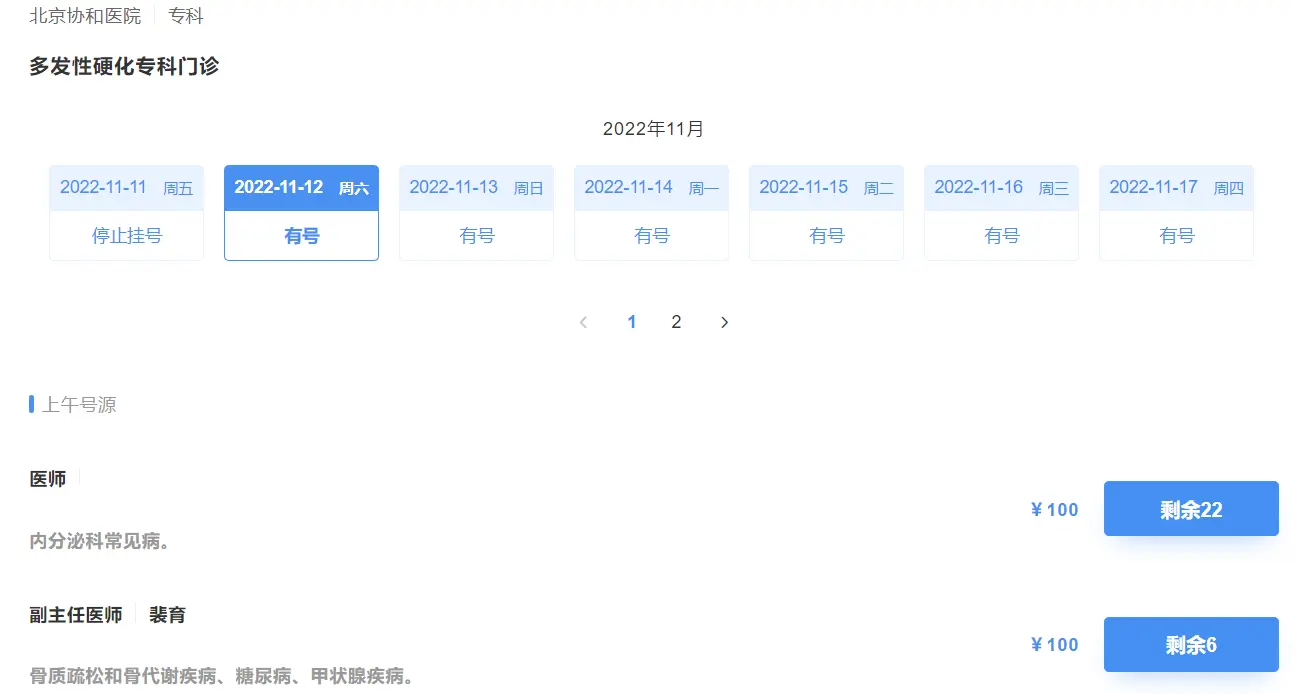 北京协和医院 专科
多发性硬化专科门诊
2022年11月
2022-11-11 周五 2022-11-12 周六 2022-11-13 周日 2022-11-14 周一 2022-11-15 周二 2022-11-16 周三 2022-11-17 周四
停止挂号 有号 有号 有号 有号 有号 有号
< 1 2 >
上午号源
医师
¥100 剩余22
内分泌科常见病。
副主任医师 裴育
¥100 剩余6
骨质疏松和骨代谢疾病、糖尿病、甲状腺疾病。